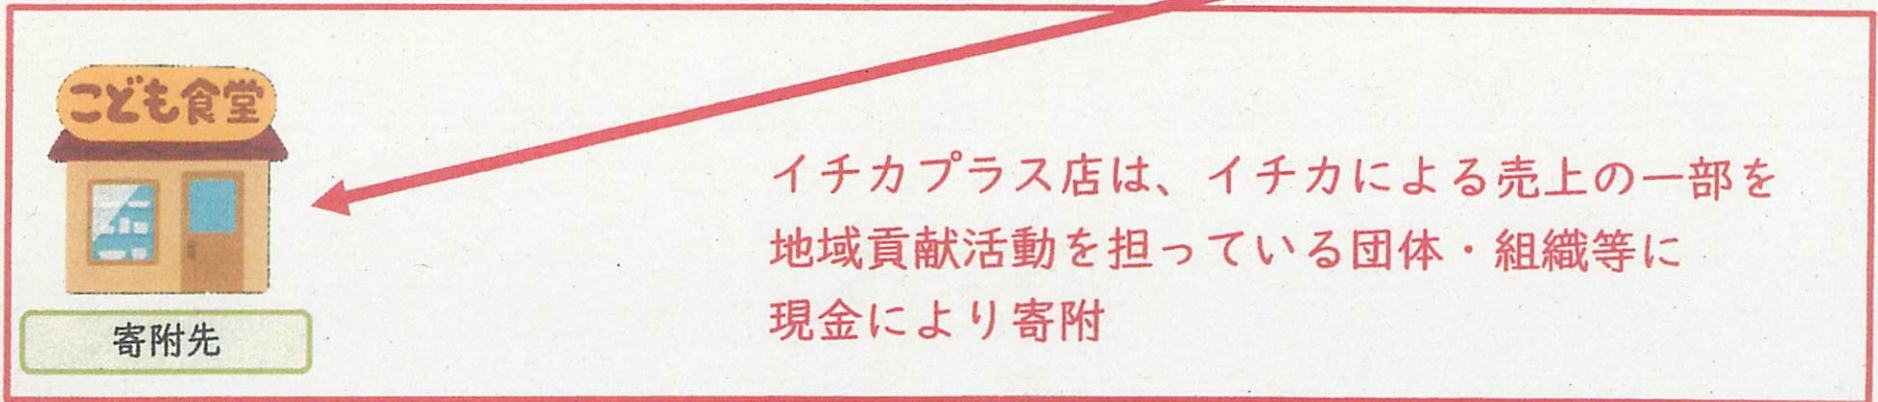 こども食堂
イチカプラス店は、イチカによる売上の一部を
地域貢献活動を担っている団体・組織等に
現金により寄附
寄附先